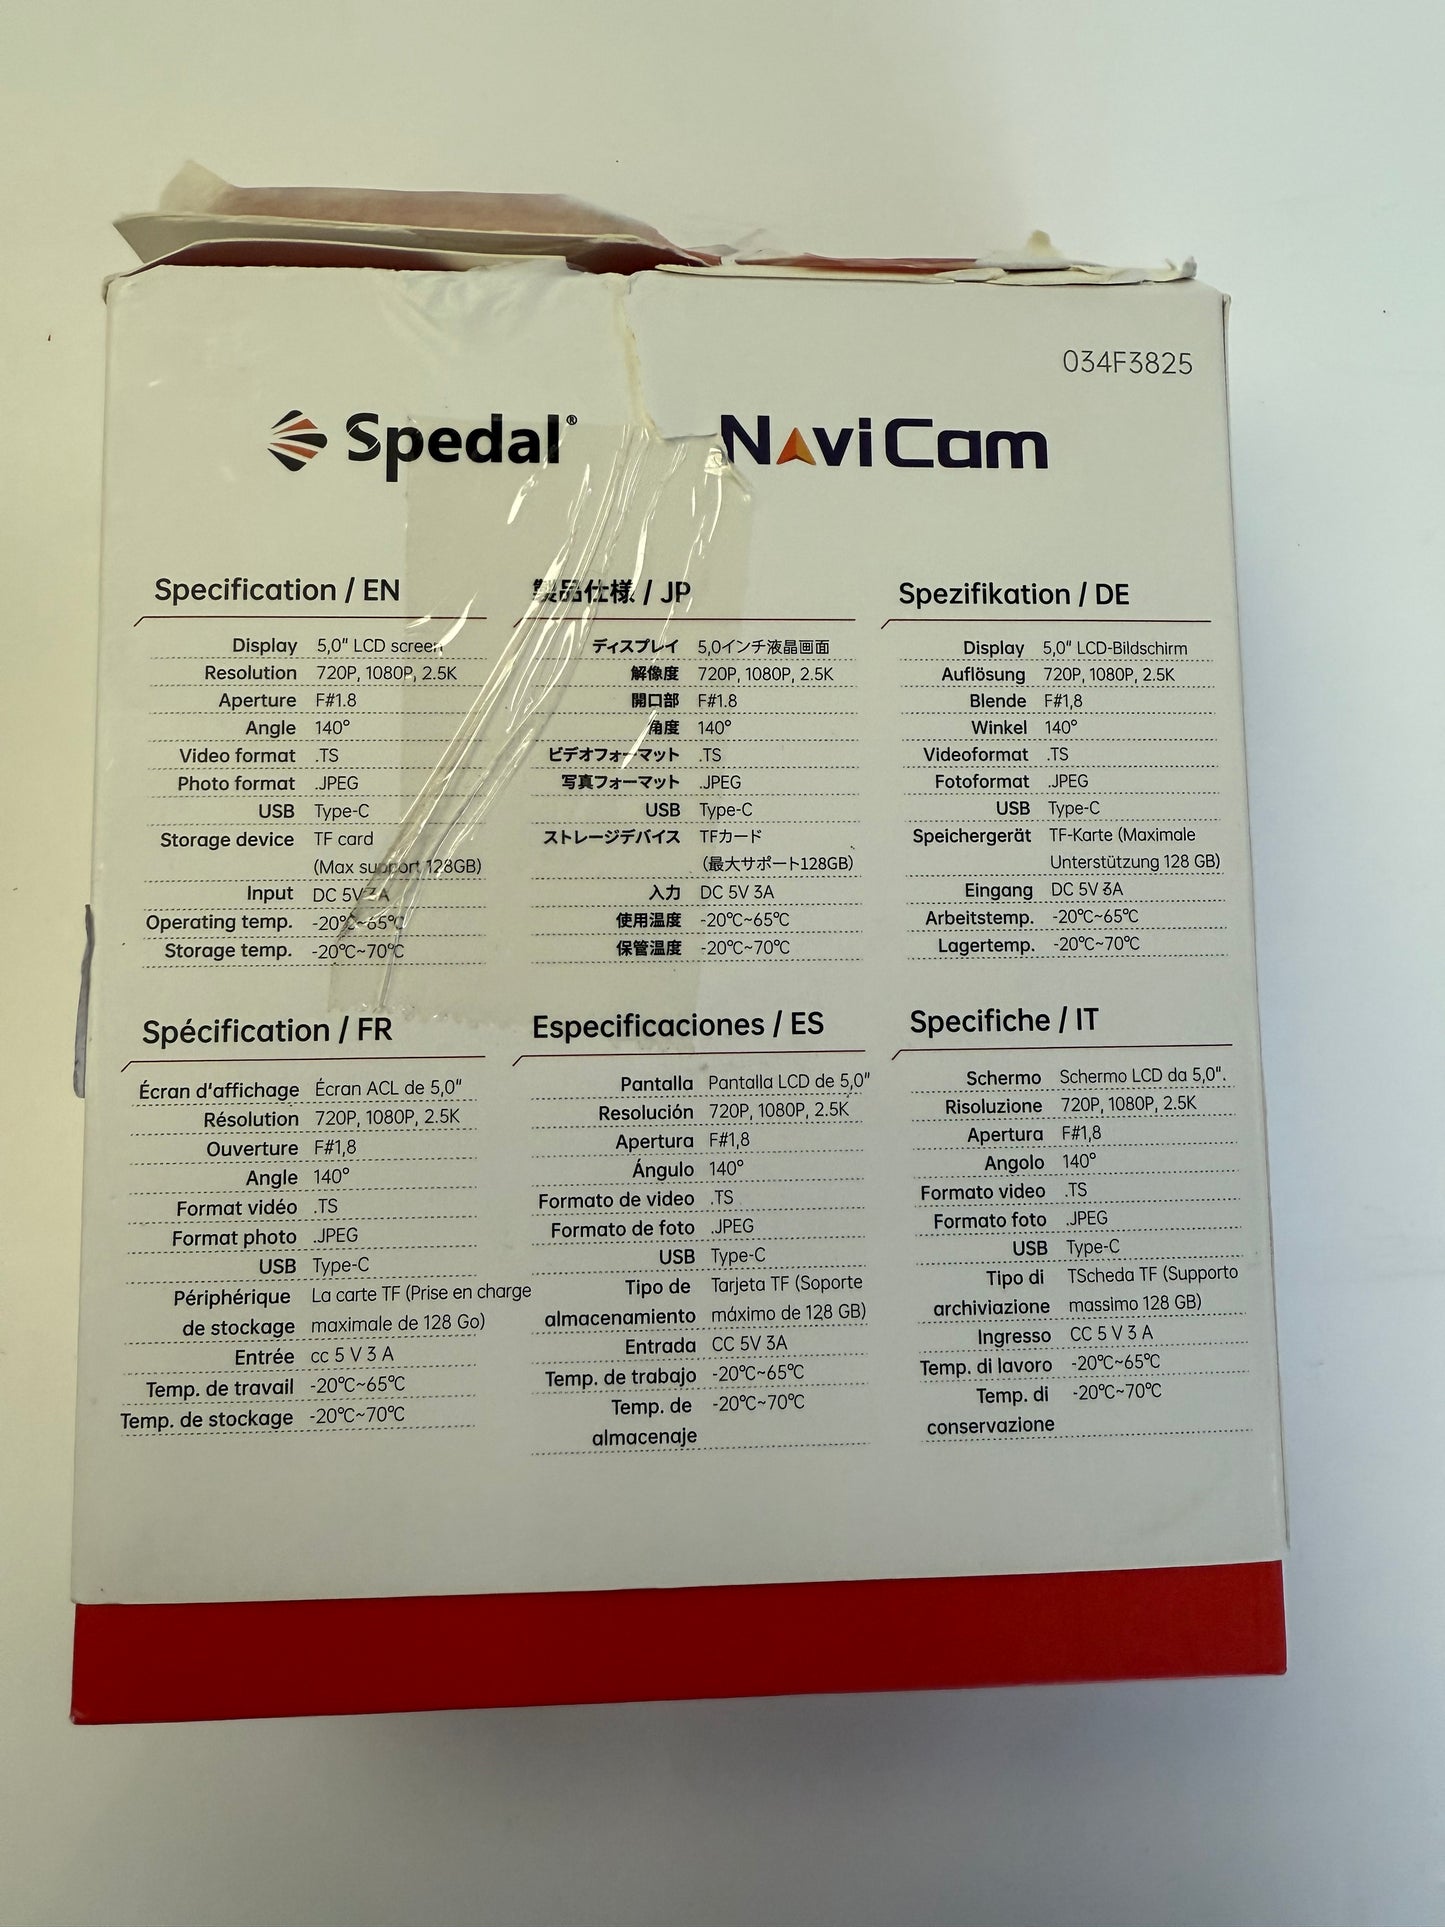 034F3825
Spedal® NaviCam
Specification / EN
Display 5,0" LCD screen
Resolution 720P, 1080P, 2.5K
Aperture F#1.8
Angle 140°
Video format .TS
Photo format .JPEG
USB Type-C
Storage device TF card
(Max support 128GB)
Input DC 5V 3A
Operating temp. -20℃~65℃
Storage temp. -20℃~70℃
製品仕様 / JP
ディスプレイ 5,0インチ液晶画面
解像度 720P, 1080P, 2.5K
開口部 F#1.8
角度 140°
ビデオフォーマット .TS
写真フォーマット .JPEG
USB Type-C
ストレージデバイス TFカード
(最大サポート128GB)
入力 DC 5V 3A
使用温度 -20℃~65℃
保管温度 -20℃~70℃
Spezifikation / DE
Display 5,0" LCD-Bildschirm
Auflösung 720P, 1080P, 2.5K
Blende F#1,8
Winkel 140°
Videoformat .TS
Fotoformat .JPEG
USB Type-C
Speichergerät TF-Karte (Maximale
Unterstützung 128 GB)
Eingang DC 5V 3A
Arbeitstemp. -20℃~65℃
Lagertemp. -20℃~70℃
Spécification / FR
Écran d'affichage Écran ACL de 5,0"
Résolution 720P, 1080P, 2.5K
Ouverture F#1,8
Angle 140°
Format vidéo .TS
Format photo .JPEG
USB Type-C
Périphérique La carte TF (Prise en charge
de stockage maximale de 128 Go)
Entrée cc 5 V 3 A
Temp. de travail -20℃~65℃
Temp. de stockage -20℃~70℃
Especificaciones / ES
Pantalla Pantalla LCD de 5,0"
Resolución 720P, 1080P, 2.5K
Apertura F#1,8
Ángulo 140°
Formato de video .TS
Formato de foto .JPEG
USB Type-C
Tipo de Tarjeta TF (Soporte
almacenamiento máximo de 128 GB)
Entrada CC 5V 3A
Temp. de trabajo -20℃~65℃
Temp. de -20℃~70℃
almacenaje
Specifiche / IT
Schermo Schermo LCD da 5,0".
Risoluzione 720P, 1080P, 2.5K
Apertura F#1,8
Angolo 140°
Formato video .TS
Formato foto .JPEG
USB Type-C
Tipo di TScheda TF (Supporto
archiviazione massimo 128 GB)
Ingresso CC 5 V 3 A
Temp. di lavoro -20℃~65℃
Temp. di -20℃~70℃
conservazione